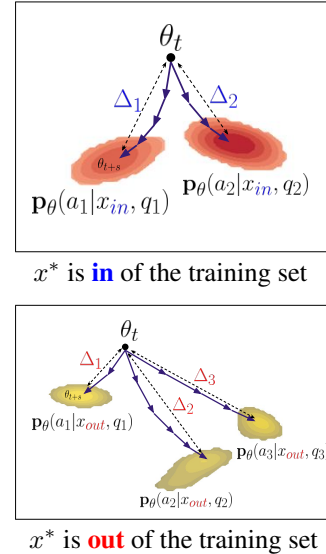 θt
Δ1 Δ2
θt+s
pθ(a1|xin, q1)
pθ(a2|xin, q2)
x* is in of the training set
θt
Δ1
Δ3
θt+s
Δ2
pθ(a1|xout, q1)
pθ(a3|xout, q3)
pθ(a2|xout, q2)
x* is out of the training set